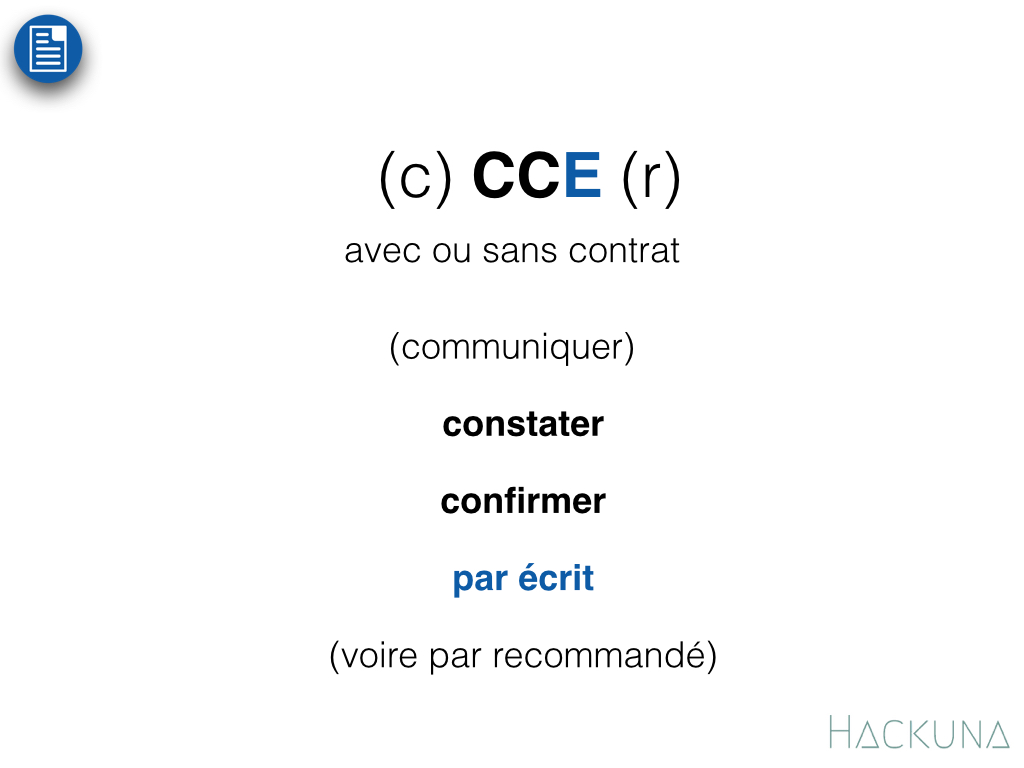 (c) CCE (r)
avec ou sans contrat
(communiquer)
constater
confirmer
par écrit
(voire par recommandé)
HACKUNA